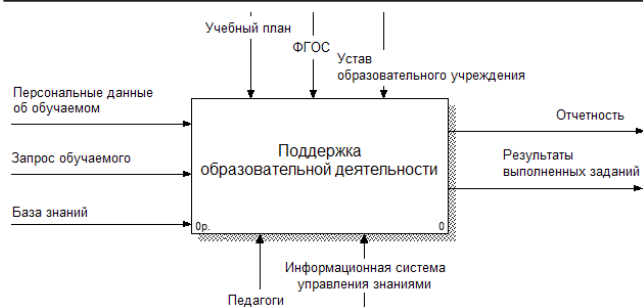 Учебный план
ФГОС
Устав
образовательного учреждения
Персональные данные
об обучаемом
Запрос обучаемого
База знаний
Поддержка
образовательной деятельности
0р.
0
Отчетность
Результаты
выполненных заданий
Информационная система
управления знаниями
Педагоги